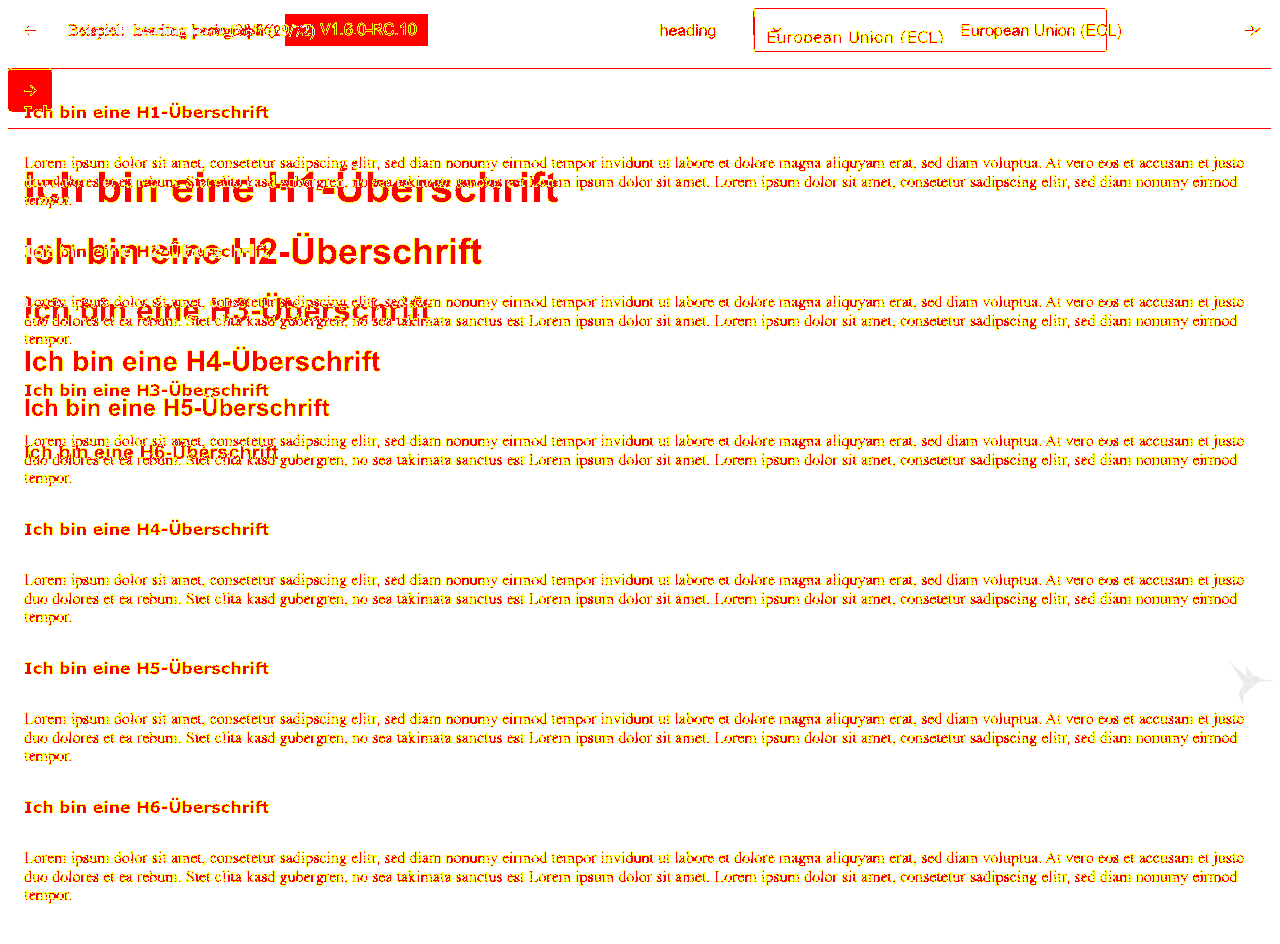 Beispiel: heading paragraph V1.6.0-RC.10 heading European Union (ECL) European Union (ECL)
Ich bin eine H1-Überschrift
Lorem ipsum dolor sit amet, consetetur sadipscing elitr, sed diam nonumy eirmod tempor invidunt ut labore et dolore magna aliquyam erat, sed diam voluptua. At vero eos et accusam et justo
duo dolores et ea rebum. Stet clita kasd gubergren, no sea takimata sanctus est Lorem ipsum dolor sit amet. Lorem ipsum dolor sit amet, consetetur sadipscing elitr, sed diam nonumy eirmod
Ich bin eine H1-Überschrift
tempor.
Ich bin eine H2-Überschrift
Ich bin eine H2-Überschrift
Lorem ipsum dolor sit amet, consetetur sadipscing elitr, sed diam nonumy eirmod tempor invidunt ut labore et dolore magna aliquyam erat, sed diam voluptua. At vero eos et accusam et justo
Ich bin eine H3-Überschrift
duo dolores et ea rebum. Stet clita kasd gubergren, no sea takimata sanctus est Lorem ipsum dolor sit amet. Lorem ipsum dolor sit amet, consetetur sadipscing elitr, sed diam nonumy eirmod
tempor.
Ich bin eine H4-Überschrift
Ich bin eine H3-Überschrift
Ich bin eine H5-Überschrift
Lorem ipsum dolor sit amet, consetetur sadipscing elitr, sed diam nonumy eirmod tempor invidunt ut labore et dolore magna aliquyam erat, sed diam voluptua. At vero eos et accusam et justo
Ich bin eine H6-Überschrift
duo dolores et ea rebum. Stet clita kasd gubergren, no sea takimata sanctus est Lorem ipsum dolor sit amet. Lorem ipsum dolor sit amet, consetetur sadipscing elitr, sed diam nonumy eirmod
tempor.
Ich bin eine H4-Überschrift
Lorem ipsum dolor sit amet, consetetur sadipscing elitr, sed diam nonumy eirmod tempor invidunt ut labore et dolore magna aliquyam erat, sed diam voluptua. At vero eos et accusam et justo
duo dolores et ea rebum. Stet clita kasd gubergren, no sea takimata sanctus est Lorem ipsum dolor sit amet. Lorem ipsum dolor sit amet, consetetur sadipscing elitr, sed diam nonumy eirmod
tempor.
Ich bin eine H5-Überschrift
Lorem ipsum dolor sit amet, consetetur sadipscing elitr, sed diam nonumy eirmod tempor invidunt ut labore et dolore magna aliquyam erat, sed diam voluptua. At vero eos et accusam et justo
duo dolores et ea rebum. Stet clita kasd gubergren, no sea takimata sanctus est Lorem ipsum dolor sit amet. Lorem ipsum dolor sit amet, consetetur sadipscing elitr, sed diam nonumy eirmod
tempor.
Ich bin eine H6-Überschrift
Lorem ipsum dolor sit amet, consetetur sadipscing elitr, sed diam nonumy eirmod tempor invidunt ut labore et dolore magna aliquyam erat, sed diam voluptua. At vero eos et accusam et justo
duo dolores et ea rebum. Stet clita kasd gubergren, no sea takimata sanctus est Lorem ipsum dolor sit amet. Lorem ipsum dolor sit amet, consetetur sadipscing elitr, sed diam nonumy eirmod
tempor.